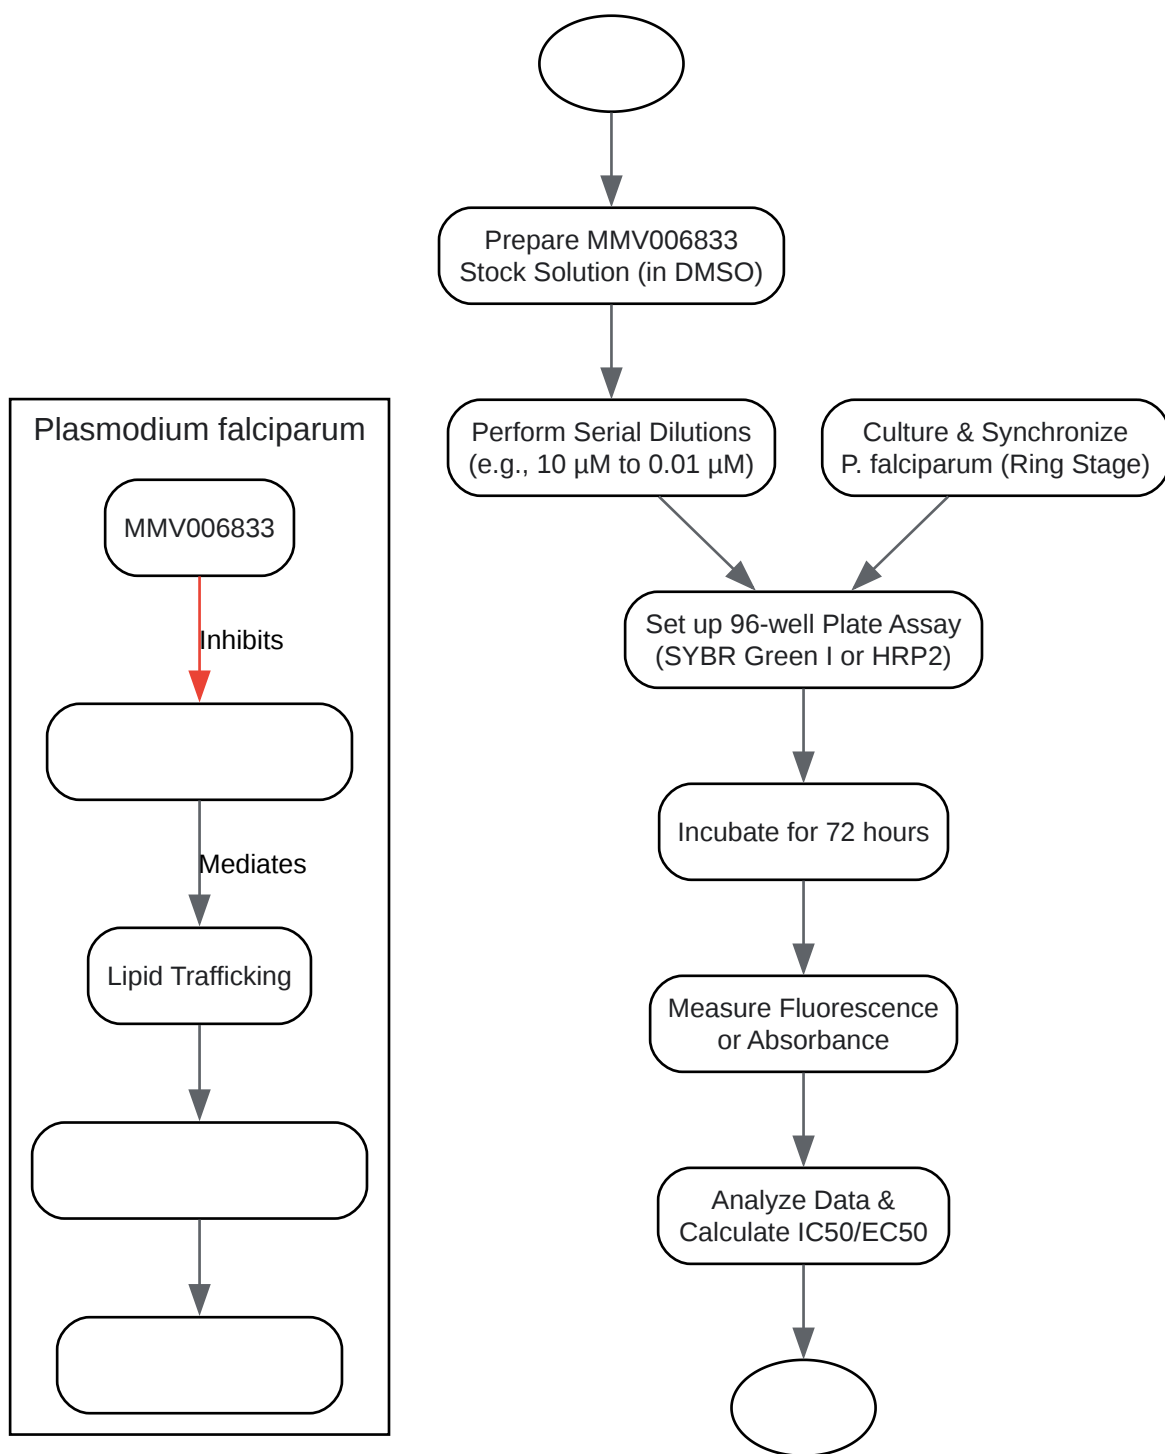 Prepare MMV006833
Stock Solution (in DMSO)
Plasmodium falciparum
MMV006833
Inhibits
Mediates
Lipid Trafficking
Perform Serial Dilutions
(e.g., 10 µM to 0.01 µM)
Culture & Synchronize
P. falciparum (Ring Stage)
Set up 96-well Plate Assay
(SYBR Green I or HRP2)
Incubate for 72 hours
Measure Fluorescence
or Absorbance
Analyze Data &
Calculate IC50/EC50